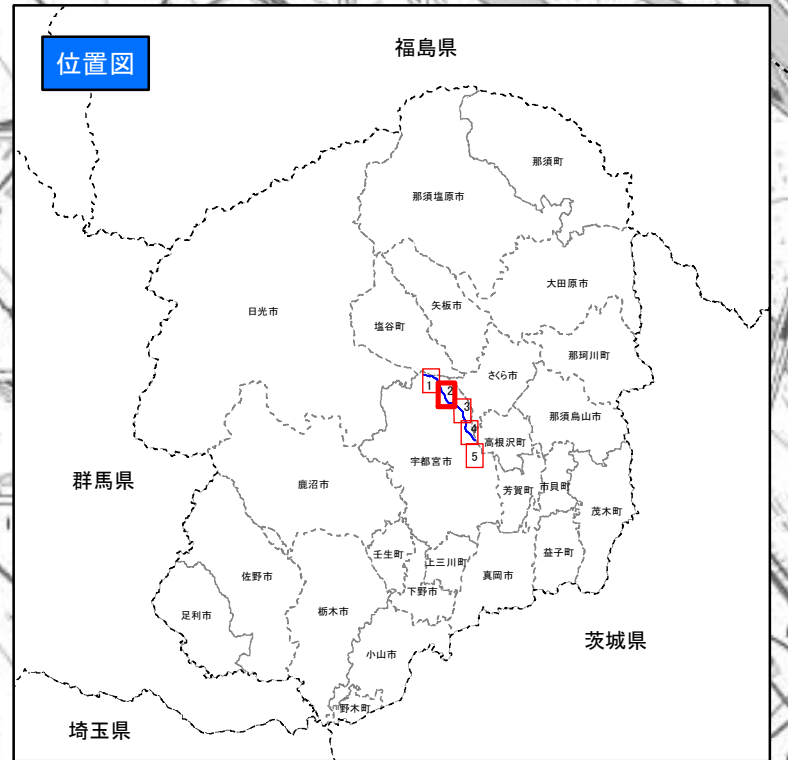 福島県
位置図
那須町
那須塩原市
大田原市
日光市
矢板市
塩谷町
那珂川町
さくら市
1
2
3
那須烏山市
4
高根沢町
宇都宮市
5
群馬県
鹿沼市
芳賀町
市貝町
茂木町
壬生町
上三川町
益子町
佐野市
真岡市
下野市
足利市
栃木市
茨城県
小山市
野木町
埼玉県